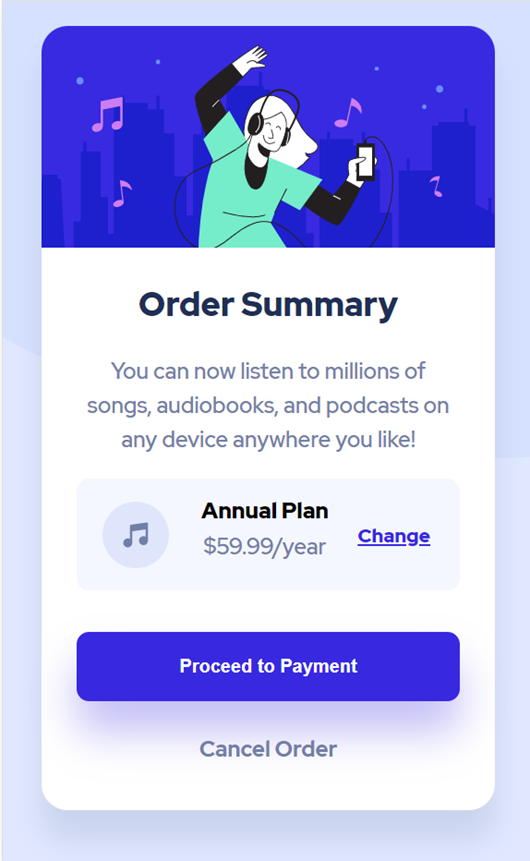 Order Summary
You can now listen to millions of
songs, audiobooks, and podcasts on
any device anywhere you like!
Annual Plan
$59.99/year
Change
Proceed to Payment
Cancel Order